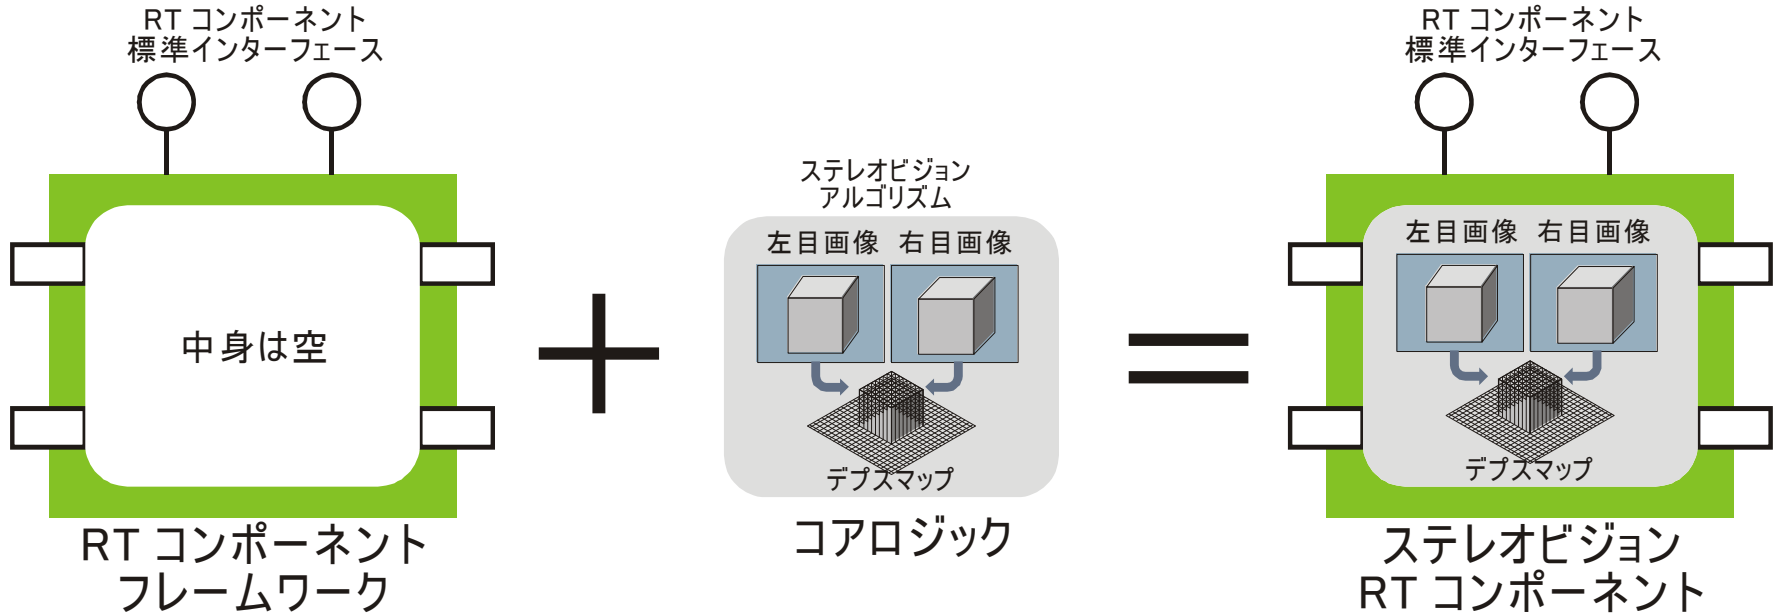 RT コンポーネント
標準インターフェース
中身は空
RT コンポーネント
フレームワーク
ステレオビジョン
アルゴリズム
左目画像 右目画像
デプスマップ
コアロジック
RT コンポーネント
標準インターフェース
左目画像 右目画像
デプスマップ
ステレオビジョン
RT コンポーネント